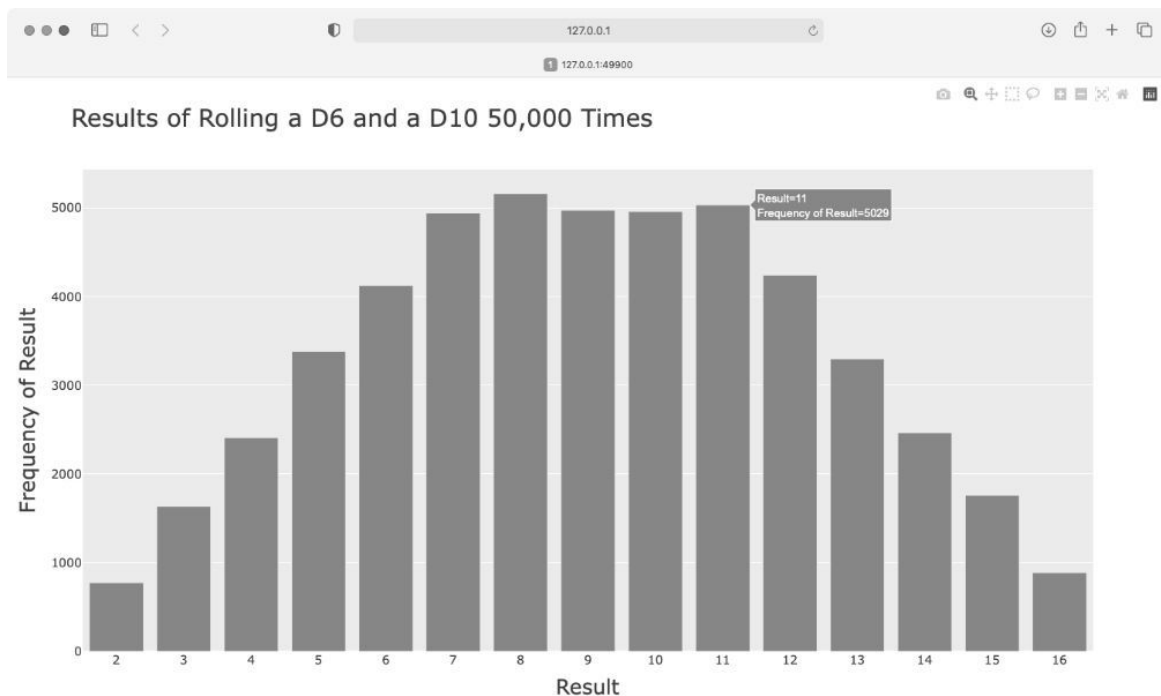 127.0.0.1
1 127.0.0.1:49900
Results of Rolling a D6 and a D10 50,000 Times
Result=11
Frequency of Result=5029
5000
4000
3000
2000
1000
0
Frequency of Result
2 3 4 5 6 7 8 9 10 11 12 13 14 15 16
Result